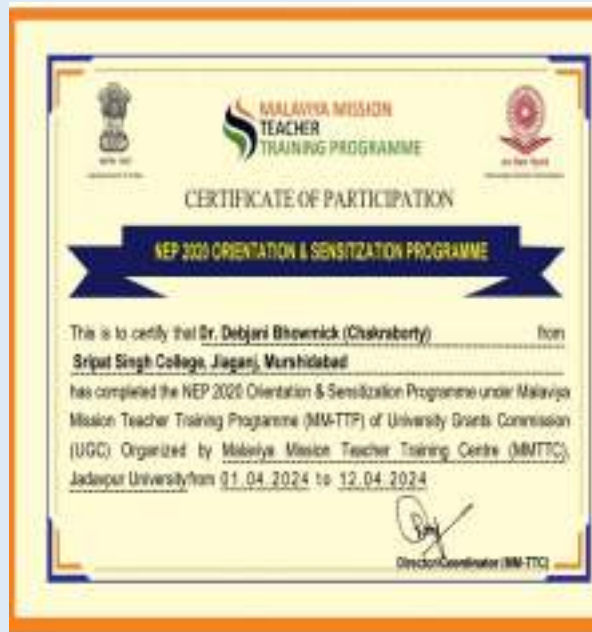 MALAVIYA MISSION
TEACHER
TRAINING PROGRAMME
CERTIFICATE OF PARTICIPATION
NEP 2020 ORIENTATION & SENSITIZATION PROGRAMME
This is to certify that Dr. Debjani Bhowmick (Chakraborty) from
Sripat Singh College, Jiaganj, Murshidabad
has completed the NEP 2020 Orientation & Sensitization Programme under Malaviya
Mission Teacher Training Programme (MM-TTP) of University Grants Commission
(UGC) Organized by Malaviya Mission Teacher Training Centre (MMTTC),
Jadavpur University from 01.04.2024 to 12.04.2024
Director/Coordinator (MM-TTC)